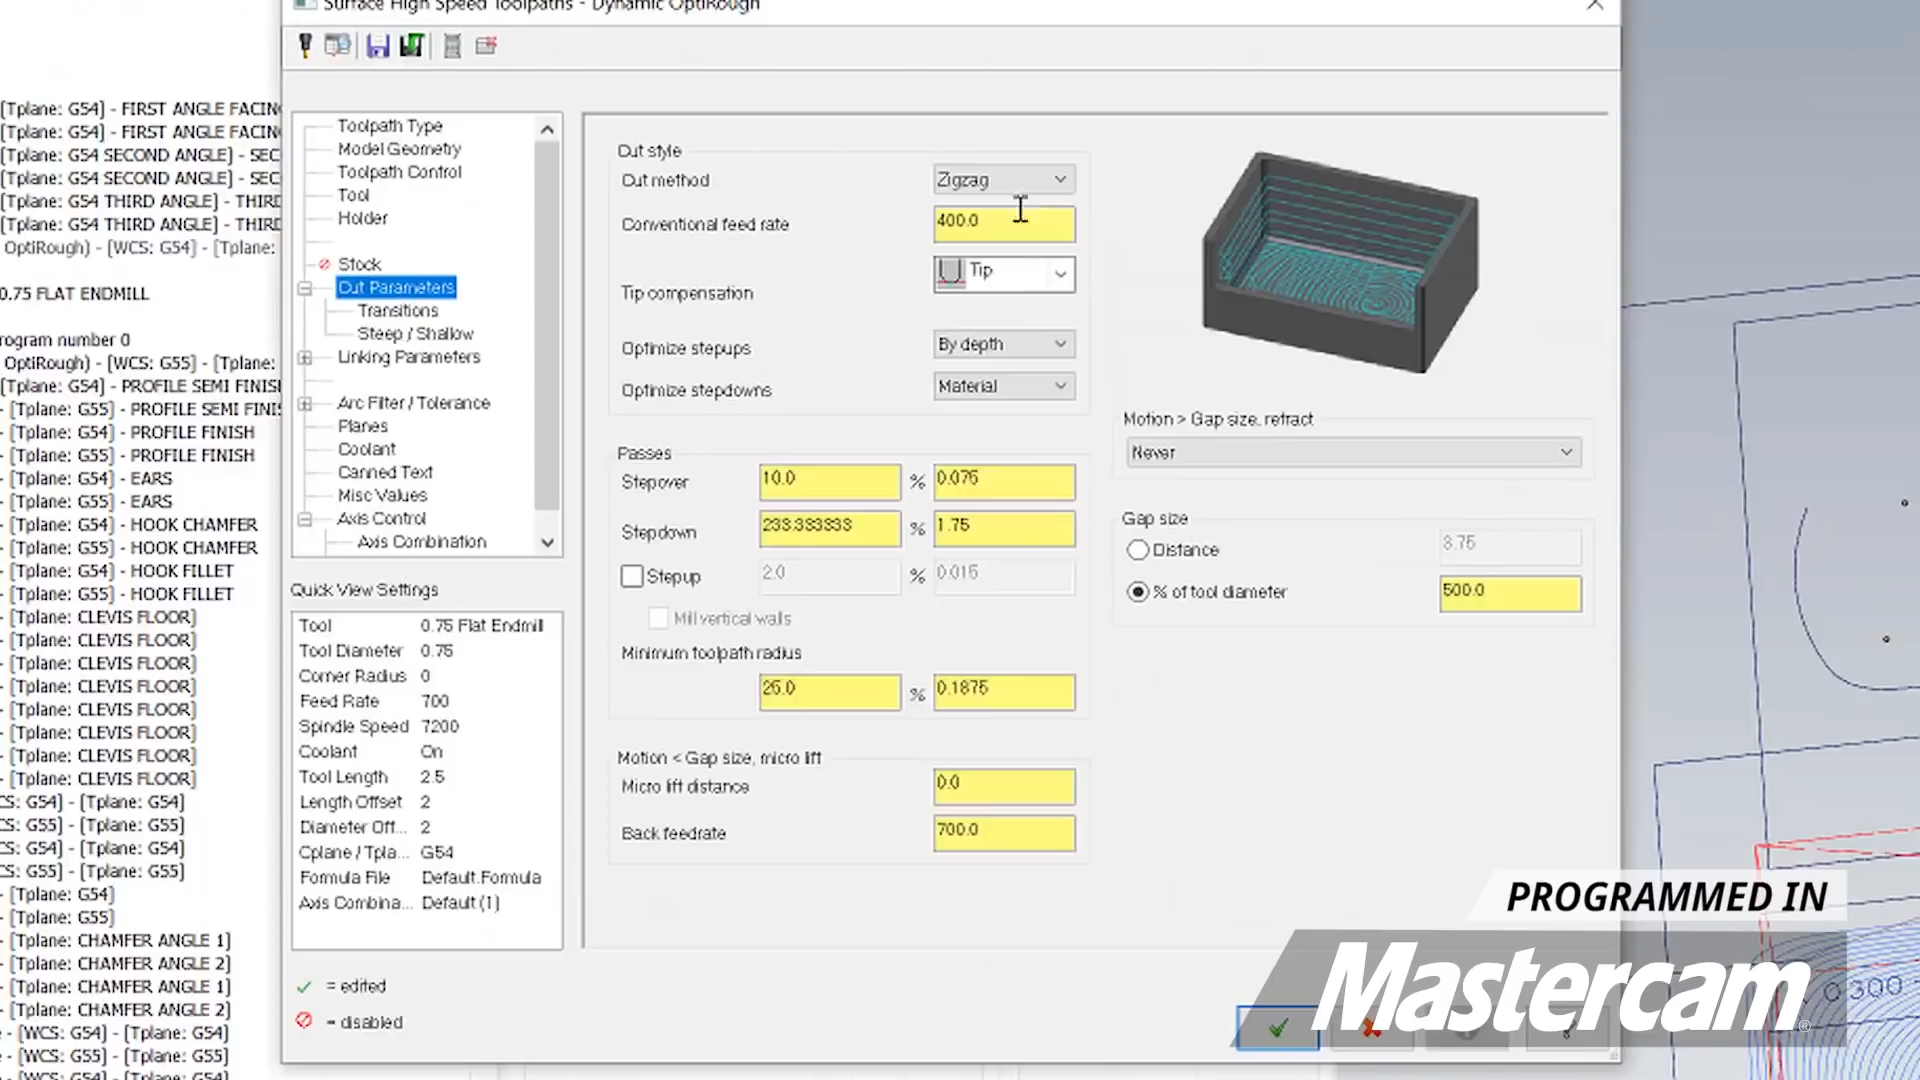 Surface High Speed Toolpaths - Dynamic OptiRough
[Tplane: G54] - FIRST ANGLE FACING
[Tplane: G54] - FIRST ANGLE FACING
[Tplane: G54 SECOND ANGLE] - SEC
[Tplane: G54 SECOND ANGLE] - SEC
[Tplane: G54 THIRD ANGLE] - THIRD
[Tplane: G54 THIRD ANGLE] - THIRD
OptiRough) - [WCS: G54] - [Tplane:
0.75 FLAT ENDMILL
rogram number 0
OptiRough) - [WCS: G55] - [Tplane:
[Tplane: G54] - PROFILE SEMI FINISH
- [Tplane: G55] - PROFILE SEMI FINIS
- [Tplane: G54] - PROFILE FINISH
- [Tplane: G55] - PROFILE FINISH
- [Tplane: G54] - EARS
- [Tplane: G55] - EARS
- [Tplane: G54] - HOOK CHAMFER
- [Tplane: G55] - HOOK CHAMFER
- [Tplane: G54] - HOOK FILLET
- [Tplane: G55] - HOOK FILLET
[Tplane: CLEVIS FLOOR]
[Tplane: CLEVIS FLOOR]
[Tplane: CLEVIS FLOOR]
[Tplane: CLEVIS FLOOR]
[Tplane: CLEVIS FLOOR]
[Tplane: CLEVIS FLOOR]
[Tplane: CLEVIS FLOOR]
[Tplane: CLEVIS FLOOR]
CS: G54] - [Tplane: G54]
CS: G55] - [Tplane: G55]
CS: G54] - [Tplane: G54]
CS: G55] - [Tplane: G55]
- [Tplane: G54]
- [Tplane: G55]
- [Tplane: CHAMFER ANGLE 1]
- [Tplane: CHAMFER ANGLE 2]
- [Tplane: CHAMFER ANGLE 1]
- [Tplane: CHAMFER ANGLE 2]
- [WCS: G54] - [Tplane: G54]
- [WCS: G55] - [Tplane: G55]
- [WCS: G54] - [Tplane: G54]
Toolpath Type
Model Geometry
Toolpath Control
Tool
Holder
Stock
Cut Parameters
Transitions
Steep / Shallow
Linking Parameters
Arc Filter / Tolerance
Planes
Coolant
Canned Text
Misc Values
Axis Control
Axis Combination
Quick View Settings
Tool 0.75 Flat Endmill
Tool Diameter 0.75
Corner Radius 0
Feed Rate 700
Spindle Speed 7200
Coolant On
Tool Length 2.5
Length Offset 2
Diameter Off... 2
Cplane / Tpla... G54
Formula File Default.Formula
Axis Combina... Default (1)
= edited
= disabled
Cut style
Cut method Zigzag
Conventional feed rate 400.0
Tip compensation Tip
Optimize stepups By depth
Optimize stepdowns Material
Passes
Stepover 10.0 % 0.075
Stepdown 233.333333 % 1.75
Stepup 2.0 % 0.015
Mill vertical walls
Minimum toolpath radius
25.0 % 0.1875
Motion < Gap size, micro lift
Micro lift distance 0.0
Back feedrate 700.0
Motion > Gap size, retract
Never
Gap size
Distance 3.75
% of tool diameter 500.0
PROGRAMMED IN
Mastercam®
0.300